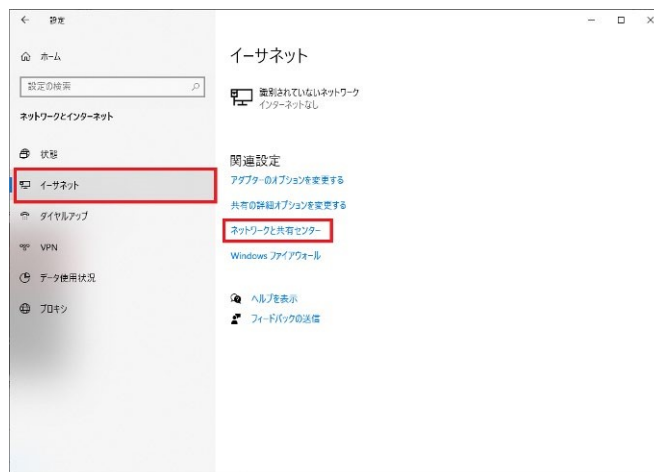 設定
ホーム
設定の検索
ネットワークとインターネット
状態
イーサネット
ダイヤルアップ
VPN
データ使用状況
プロキシ
イーサネット
識別されていないネットワーク
インターネットなし
関連設定
アダプターのオプションを変更する
共有の詳細オプションを変更する
ネットワークと共有センター
Windows ファイアウォール
ヘルプを表示
フィードバックの送信